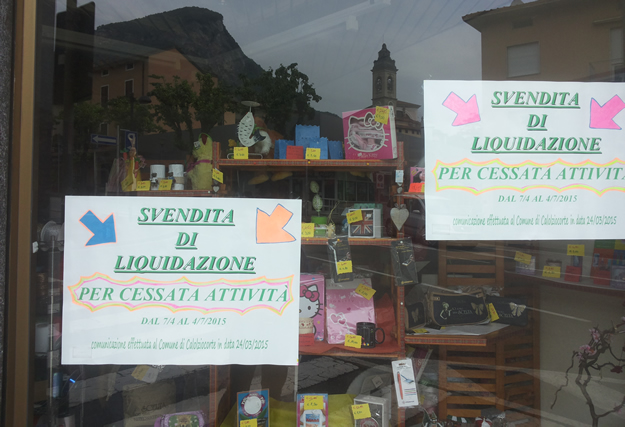 SVENDITA
DI
LIQUIDAZIONE
PER CESSATA ATTIVITÀ
DAL 7/4 AL 4/7/2015
comunicazione effettuata al Comune di Calolziocorte in data 24/03/2015
SVENDITA
DI
LIQUIDAZIONE
PER CESSATA ATTIVITÀ
DAL 7/4 AL 4/7/2015
comunicazione effettuata al Comune di Calolziocorte in data 24/03/2015